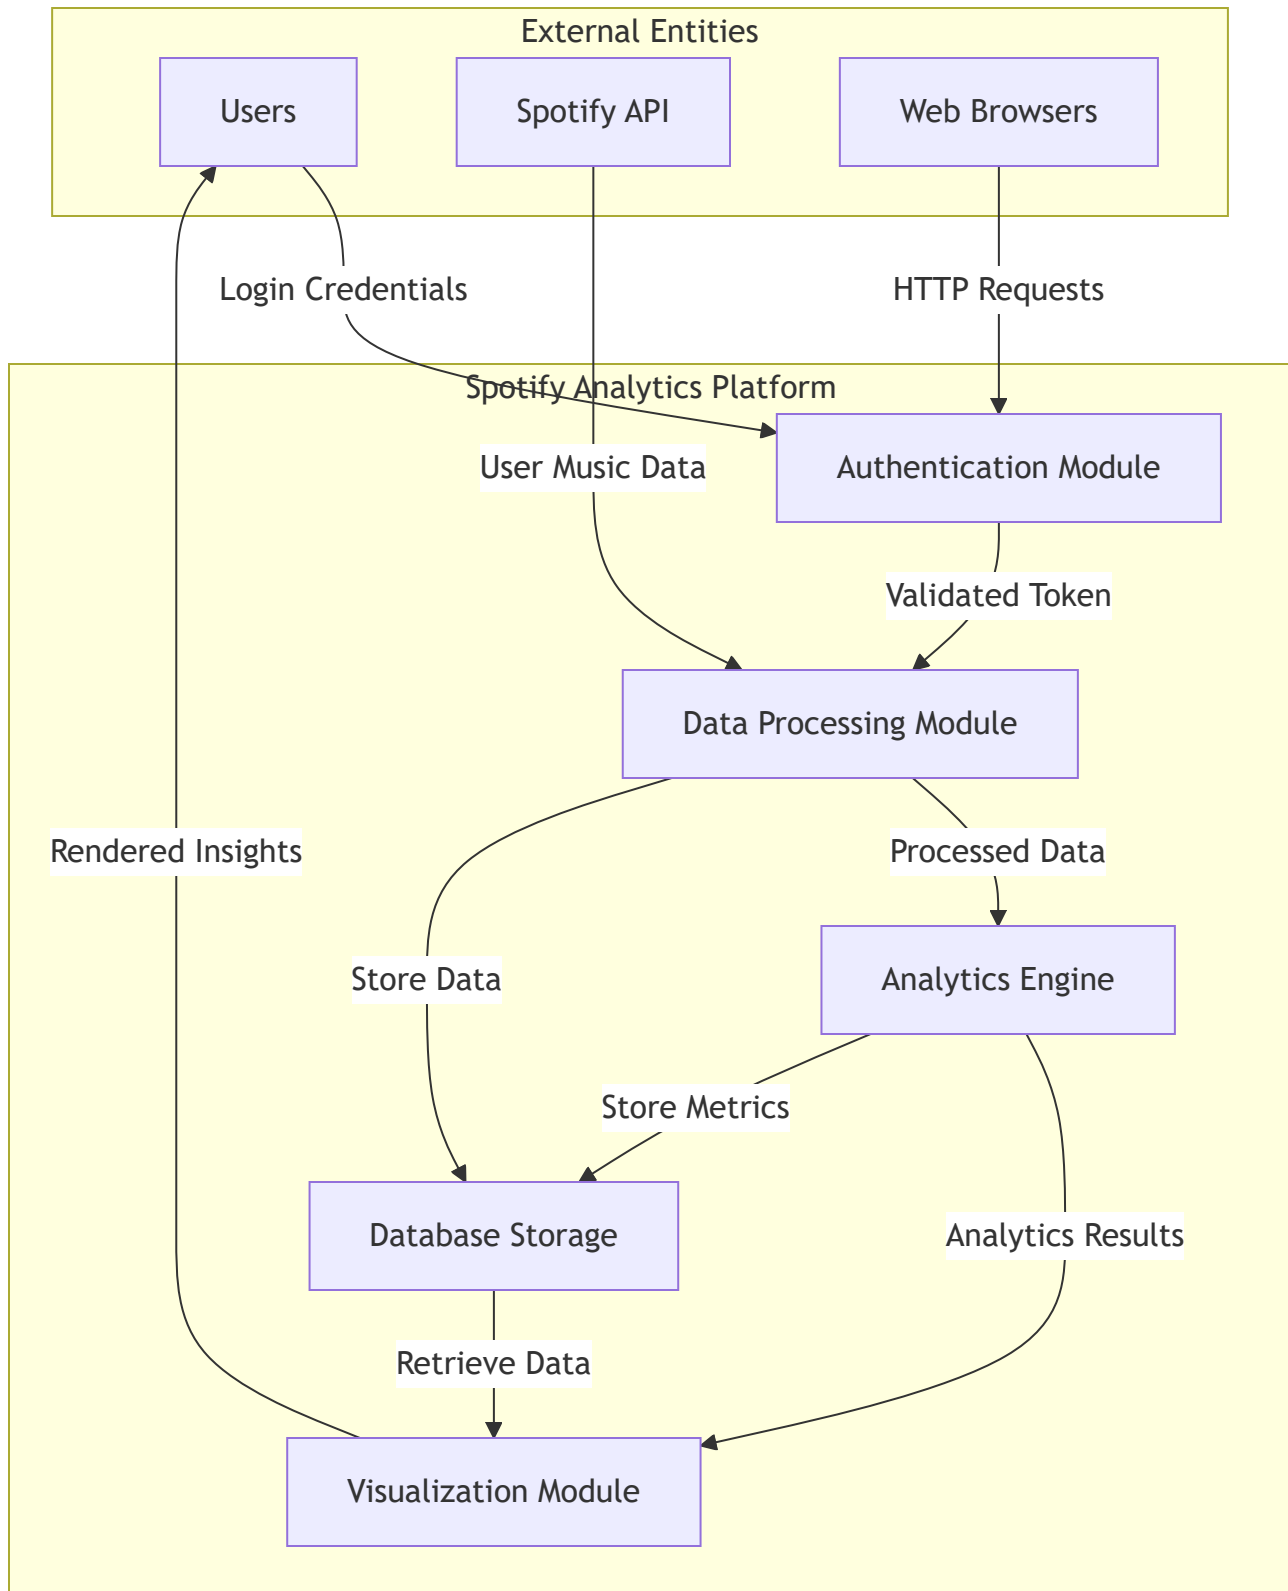 External Entities
Users
Spotify API
Web Browsers
Login Credentials
HTTP Requests
Spotify Analytics Platform
User Music Data
Authentication Module
Validated Token
Data Processing Module
Rendered Insights
Processed Data
Store Data
Analytics Engine
Store Metrics
Database Storage
Analytics Results
Retrieve Data
Visualization Module